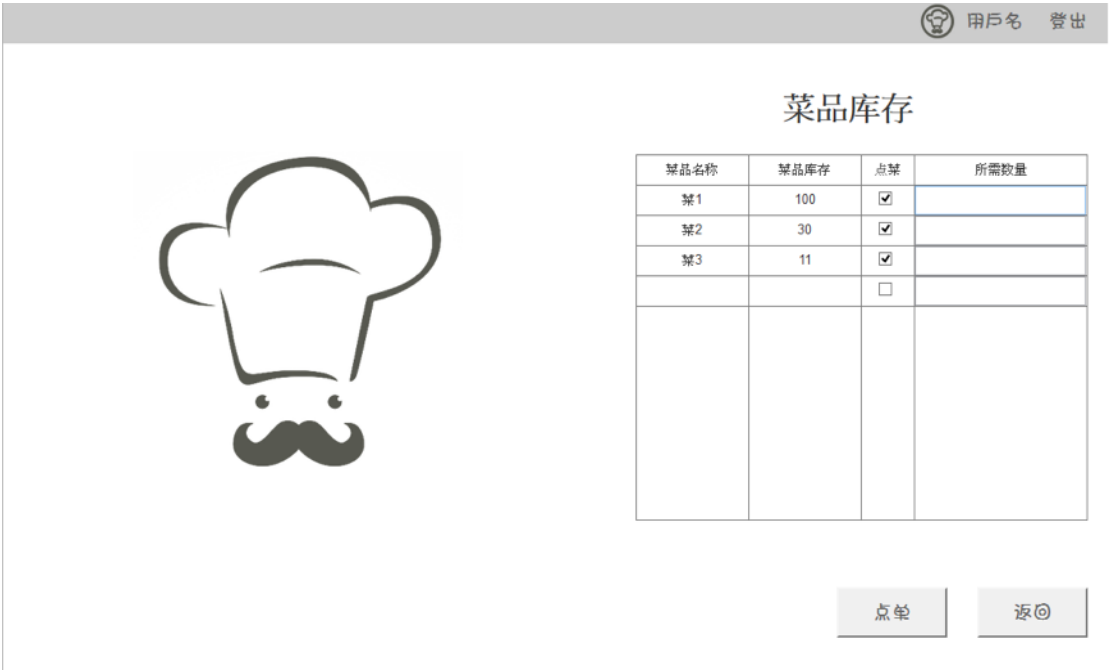 用戶名 登出
菜品库存
菜品名称 菜品库存 点菜 所需数量
菜1 100
菜2 30
菜3 11
点单 返回